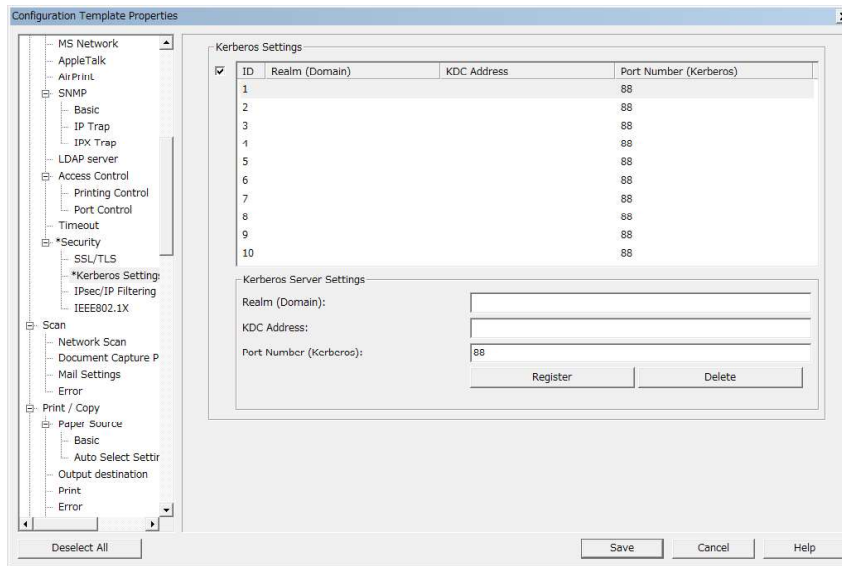 Configuration Template Properties
MS Network
AppleTalk
AirPrint
SNMP
Basic
IP Trap
IPX Trap
LDAP server
Access Control
Printing Control
Port Control
Timeout
*Security
SSL/TLS
*Kerberos Settings
IPsec/IP Filtering
IEEE802.1X
Scan
Network Scan
Document Capture P
Mail Settings
Error
Print / Copy
Paper Source
Basic
Auto Select Settir
Output destination
Print
Error
Deselect All
Kerberos Settings
ID Realm (Domain) KDC Address Port Number (Kerberos)
1 88
2 88
3 88
4 88
5 88
6 88
7 88
8 88
9 88
10 88
Kerberos Server Settings
Realm (Domain):
KDC Address:
Port Number (Kerberos): 88
Register Delete
Save Cancel Help